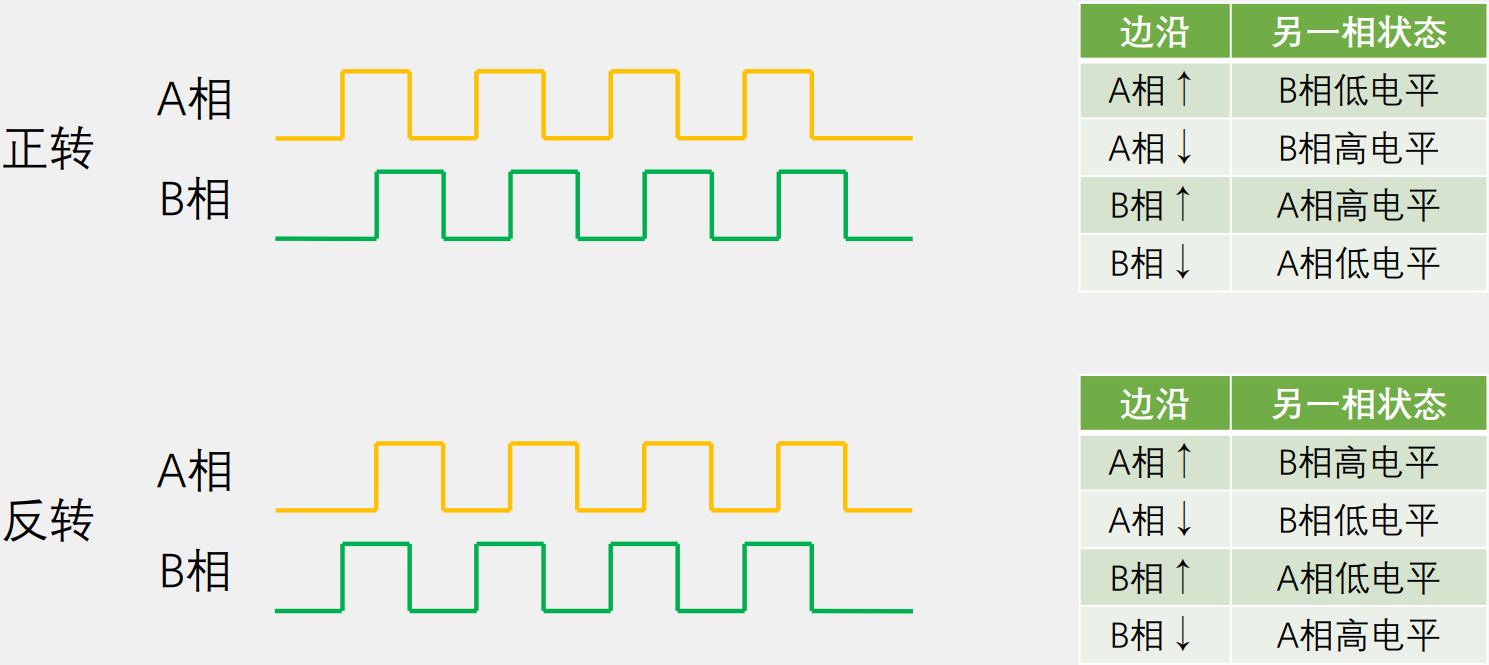 正转
A相
B相
边沿 另一相状态
A相↑ B相低电平
A相↓ B相高电平
B相↑ A相高电平
B相↓ A相低电平
反转
A相
B相
边沿 另一相状态
A相↑ B相高电平
A相↓ B相低电平
B相↑ A相低电平
B相↓ A相高电平